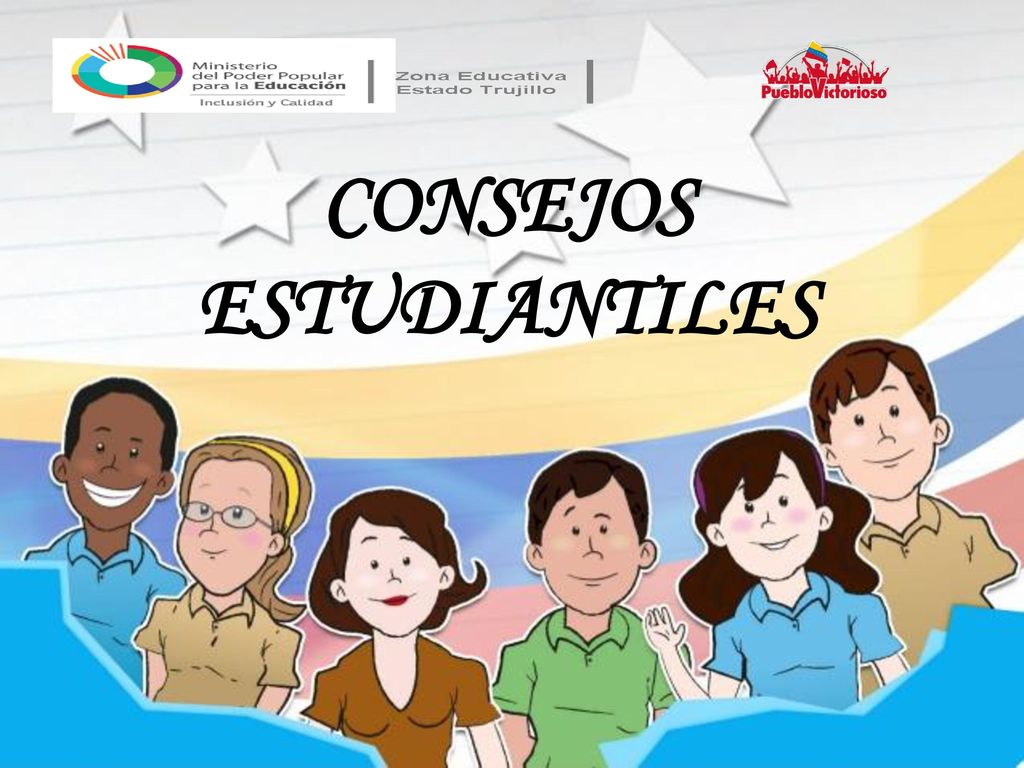 Ministerio
del Poder Popular
para la Educación
Inclusión y Calidad
Zona Educativa
Estado Trujillo
PuebloVictorioso
CONSEJOS
ESTUDIANTILES